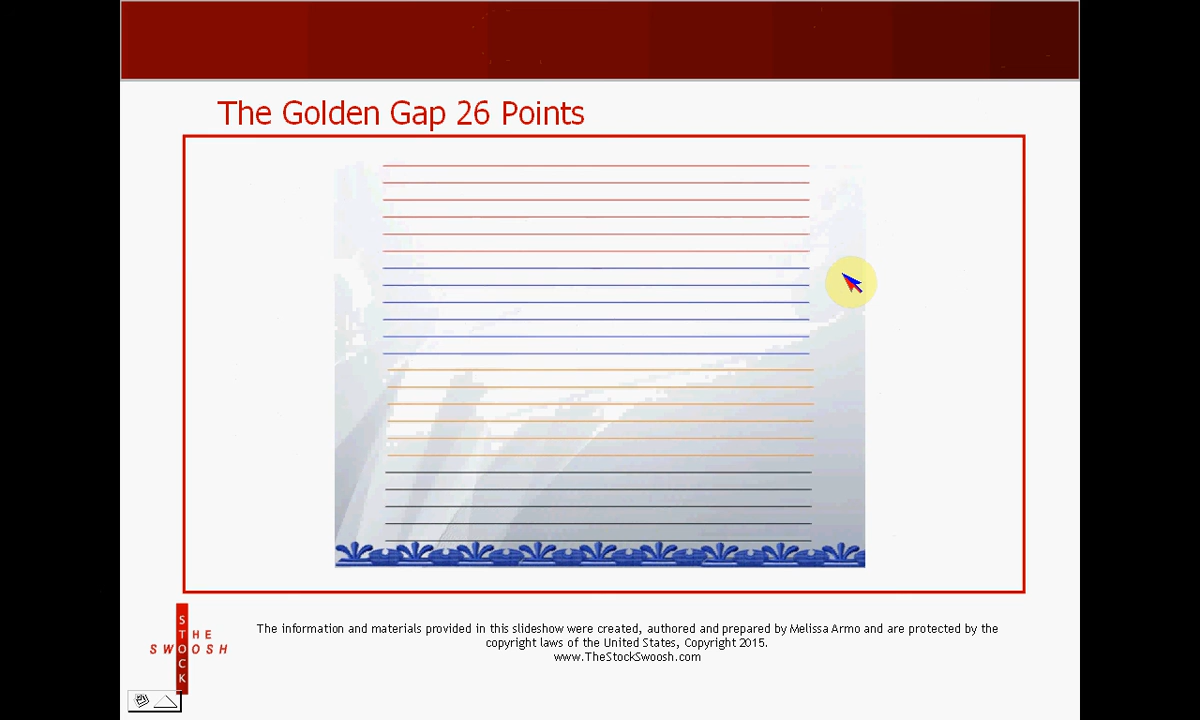 The Golden Gap 26 Points
THE
STOCK
SWOOSH
The information and materials provided in this slideshow were created, authored and prepared by Melissa Armo and are protected by the
copyright laws of the United States, Copyright 2015.
www.TheStockSwoosh.com